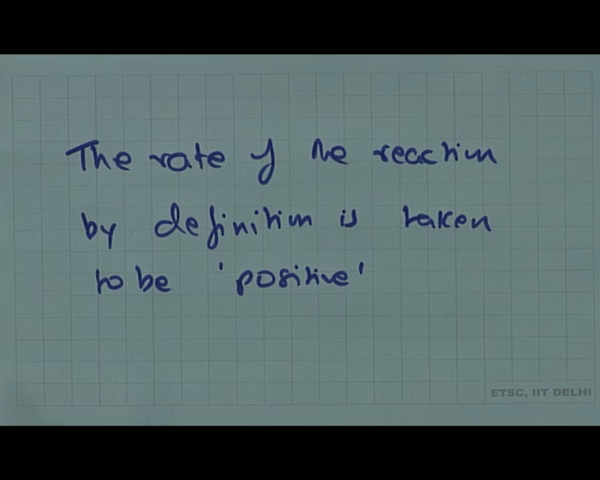 The rate of the reaction
by definition is taken
to be 'positive'
ETSC, IIT DELHI